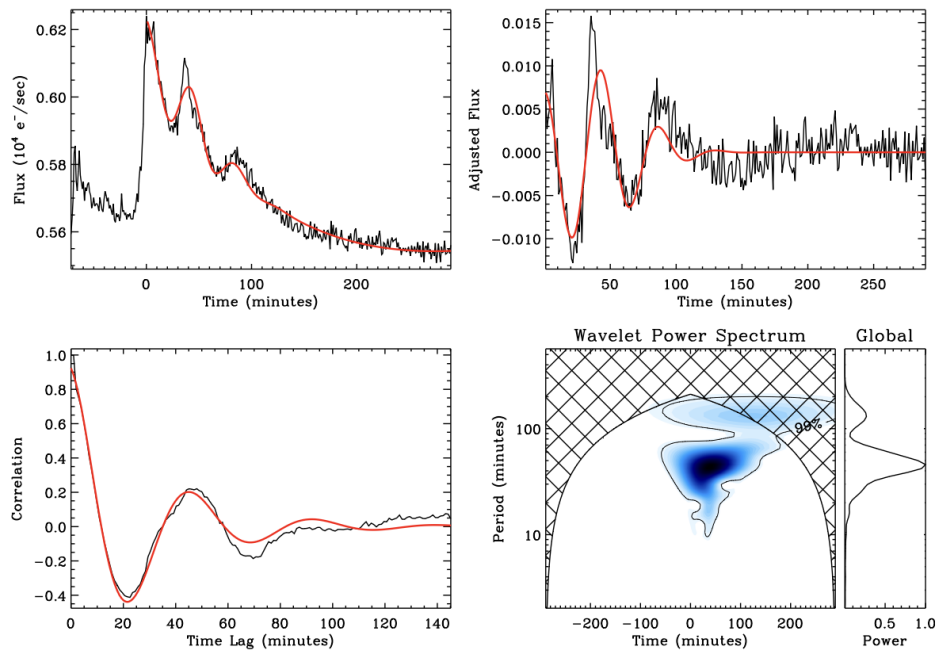 0.62
0.60
0.58
0.56
Flux (10⁴ e⁻/sec)
0 100 200
Time (minutes)
0.015
0.010
0.005
0.000
-0.005
-0.010
Adjusted Flux
0 50 100 150 200 250
Time (minutes)
1.0
0.8
0.6
0.4
0.2
0.0
-0.2
-0.4
Correlation
0 20 40 60 80 100 120 140
Time Lag (minutes)
Wavelet Power Spectrum
Global
99%
100
10
Period (minutes)
-200 -100 0 100 200
Time (minutes)
0.5 1.0
Power